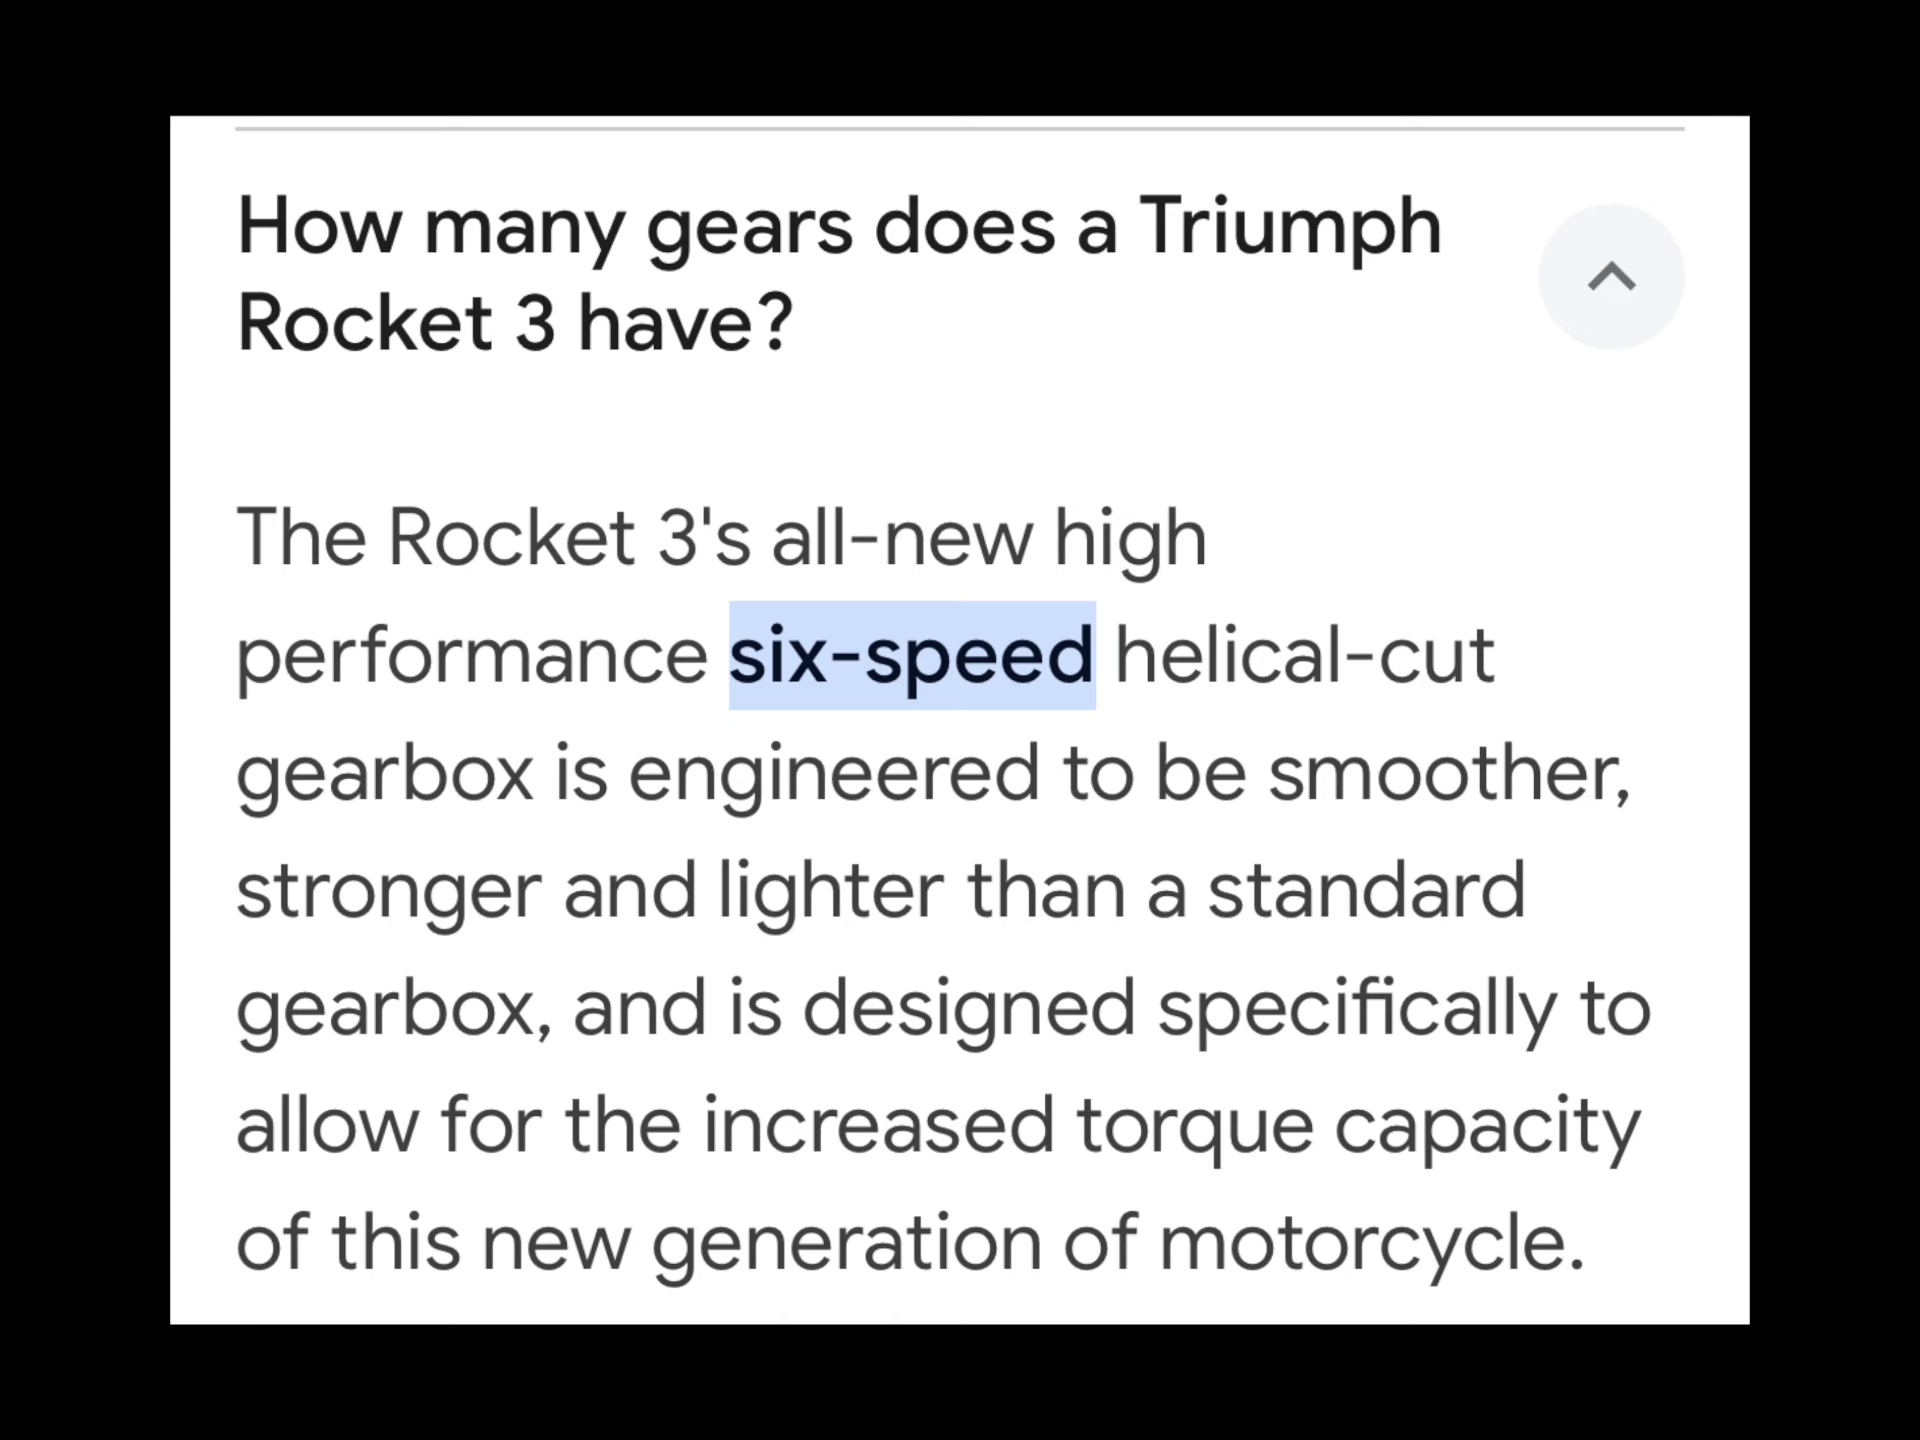 How many gears does a Triumph
Rocket 3 have?
The Rocket 3's all-new high
performance six-speed helical-cut
gearbox is engineered to be smoother,
stronger and lighter than a standard
gearbox, and is designed specifically to
allow for the increased torque capacity
of this new generation of motorcycle.